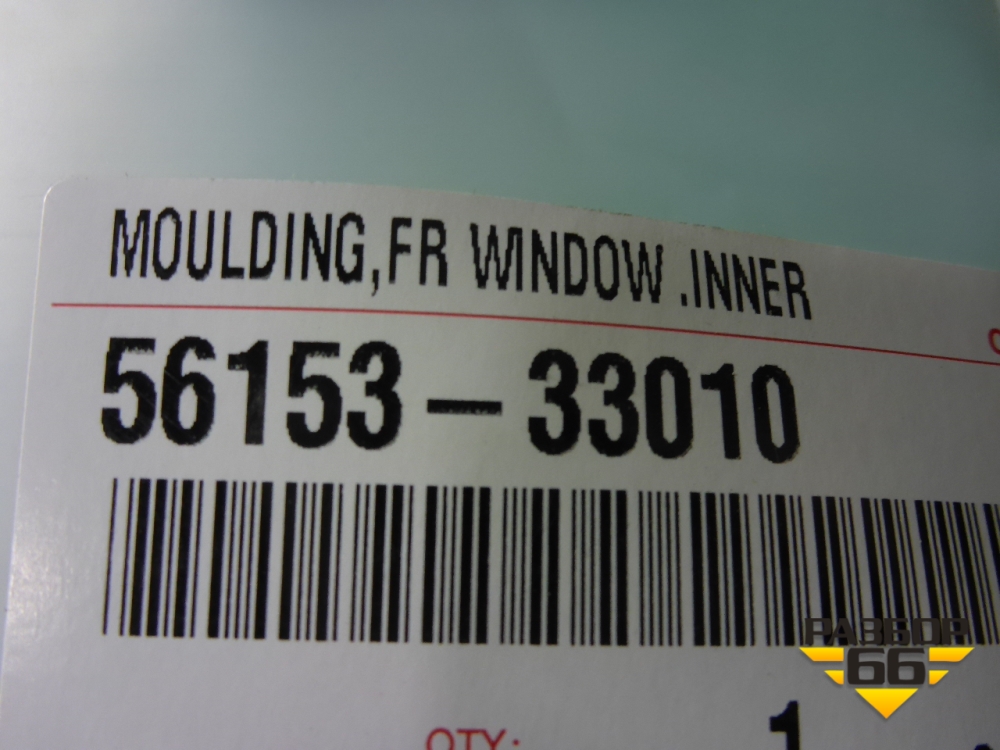 MOULDING,FR WINDOW .INNER
56153-33010
РАЗБОР
66
QTY:
1